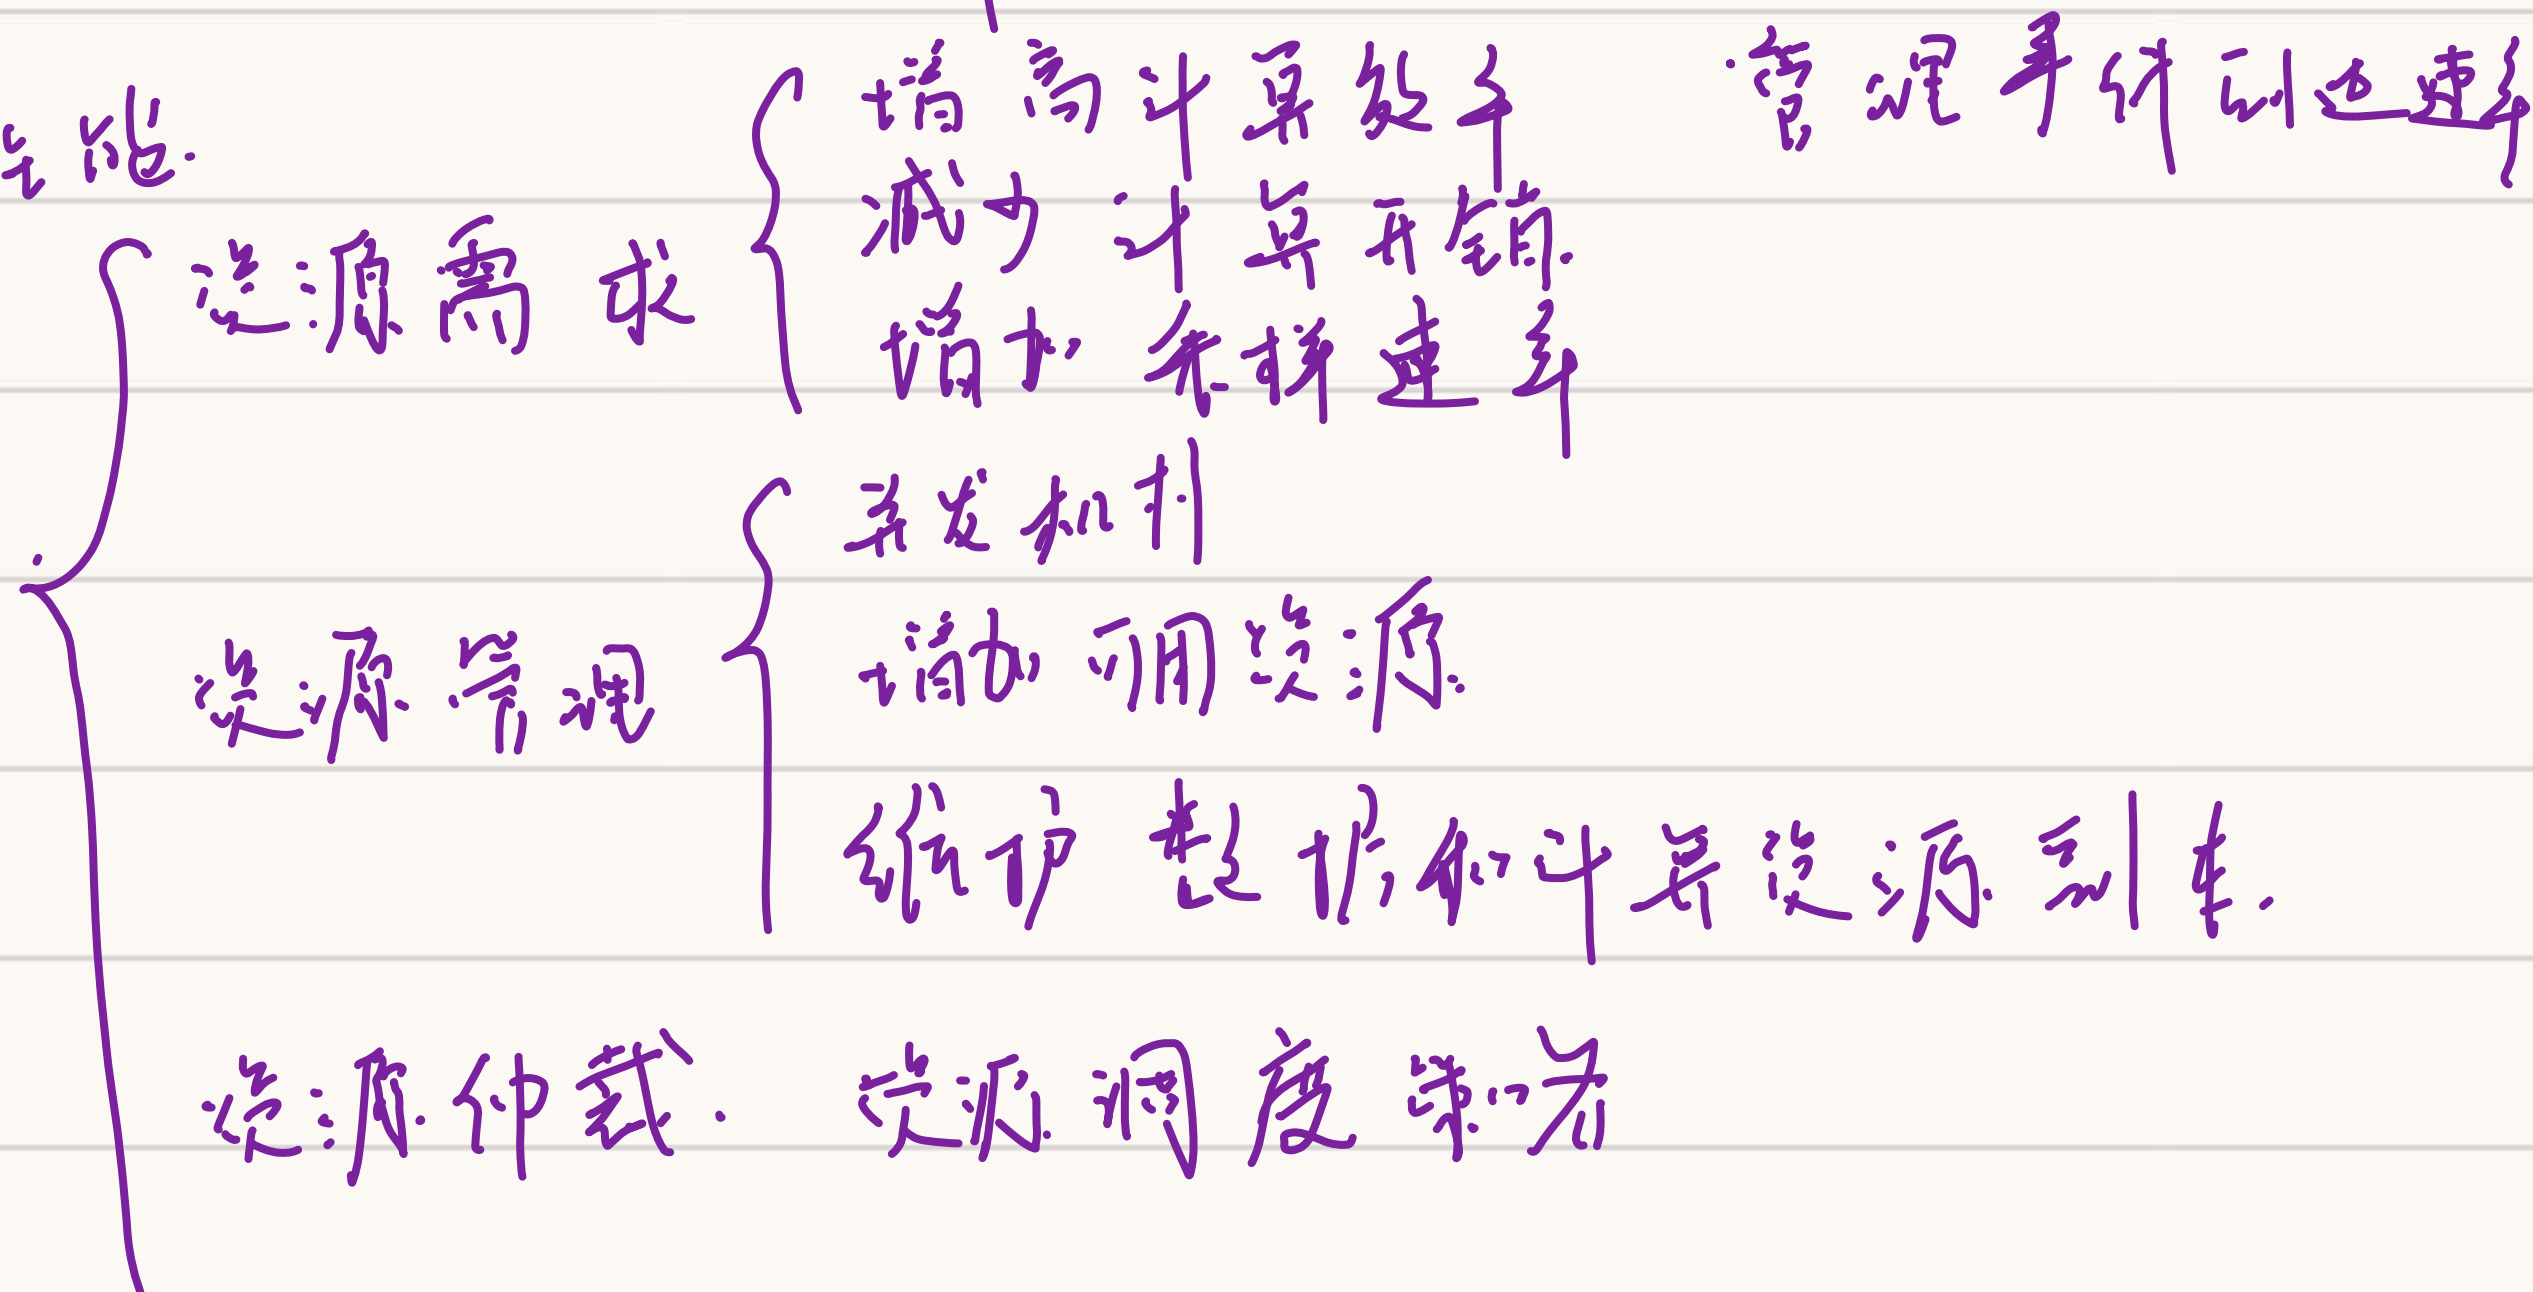 增高计算效率 管理事件到达速率
性能.
减少计算开销.
资源需求
增加采样速率
并发机制
增加可用资源.
资源管理
维护数据和计算资源副本.
资源仲裁. 资源调度策略